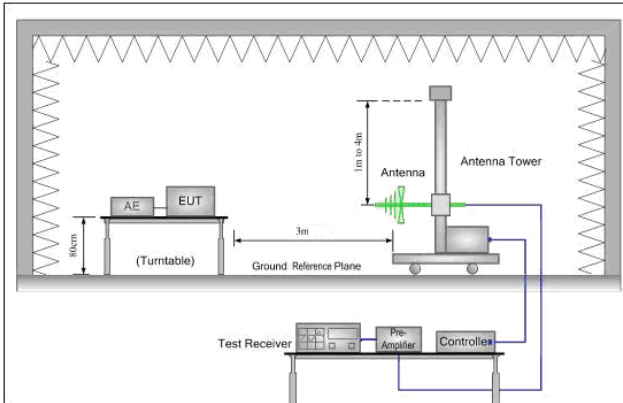 1m to 4m
Antenna
Antenna Tower
AE
EUT
3m
80cm
(Turntable)
Ground Reference Plane
Test Receiver
Pre-
Amplifier
Controller